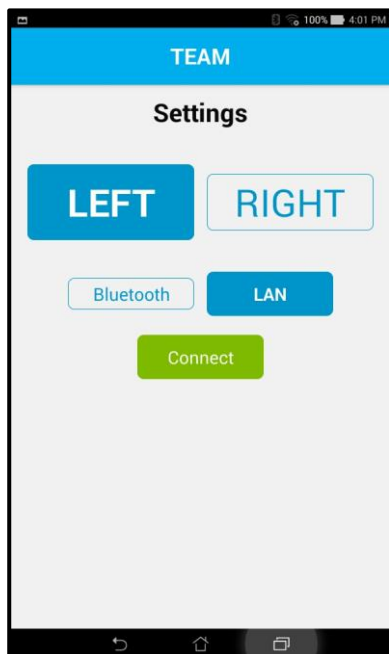 100% 4:01 PM
TEAM
Settings
LEFT RIGHT
Bluetooth LAN
Connect